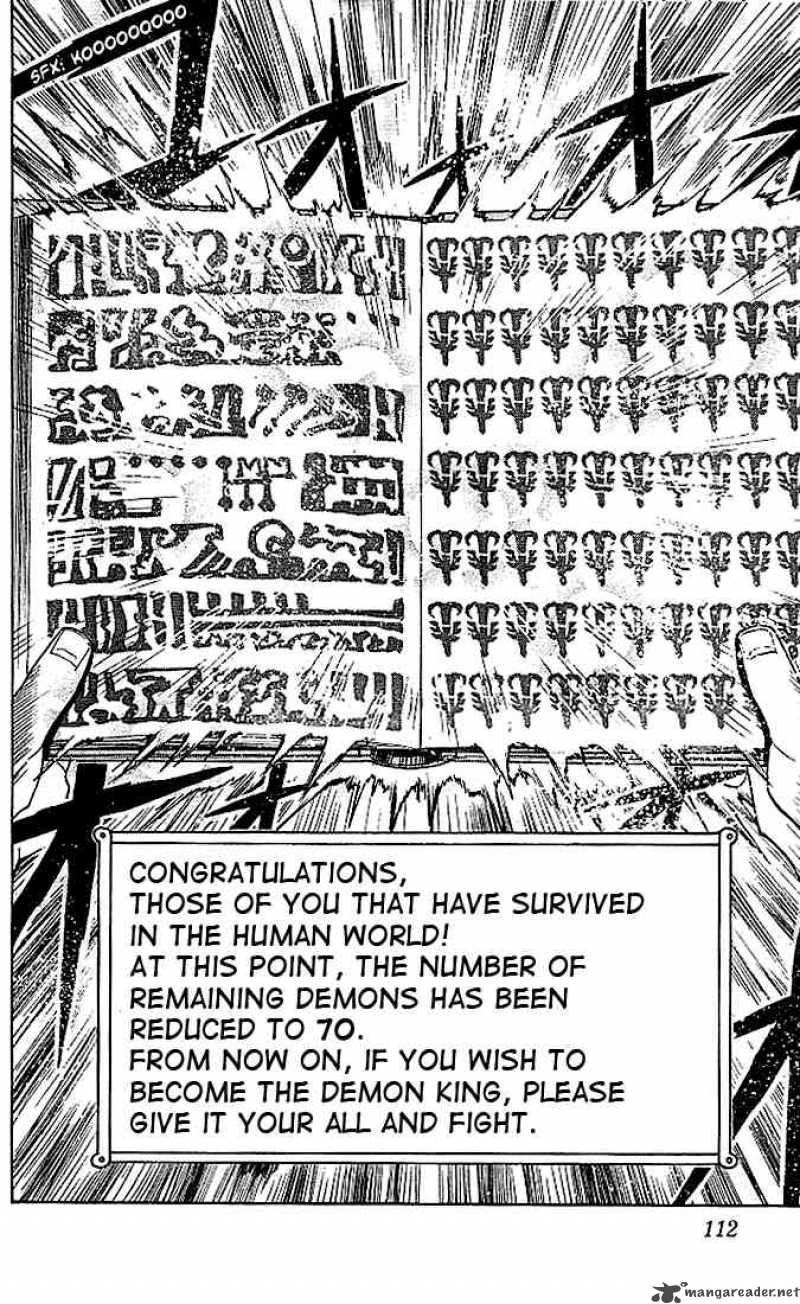 SFX: KOOOOOOOOO
CONGRATULATIONS,
THOSE OF YOU THAT HAVE SURVIVED
IN THE HUMAN WORLD!
AT THIS POINT, THE NUMBER OF
REMAINING DEMONS HAS BEEN
REDUCED TO 70.
FROM NOW ON, IF YOU WISH TO
BECOME THE DEMON KING, PLEASE
GIVE IT YOUR ALL AND FIGHT.
112
mangareader.net